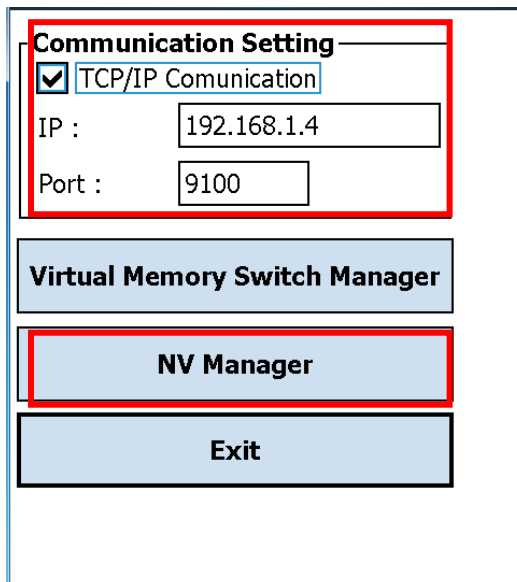 Communication Setting
TCP/IP Comunication
IP : 192.168.1.4
Port : 9100
Virtual Memory Switch Manager
NV Manager
Exit